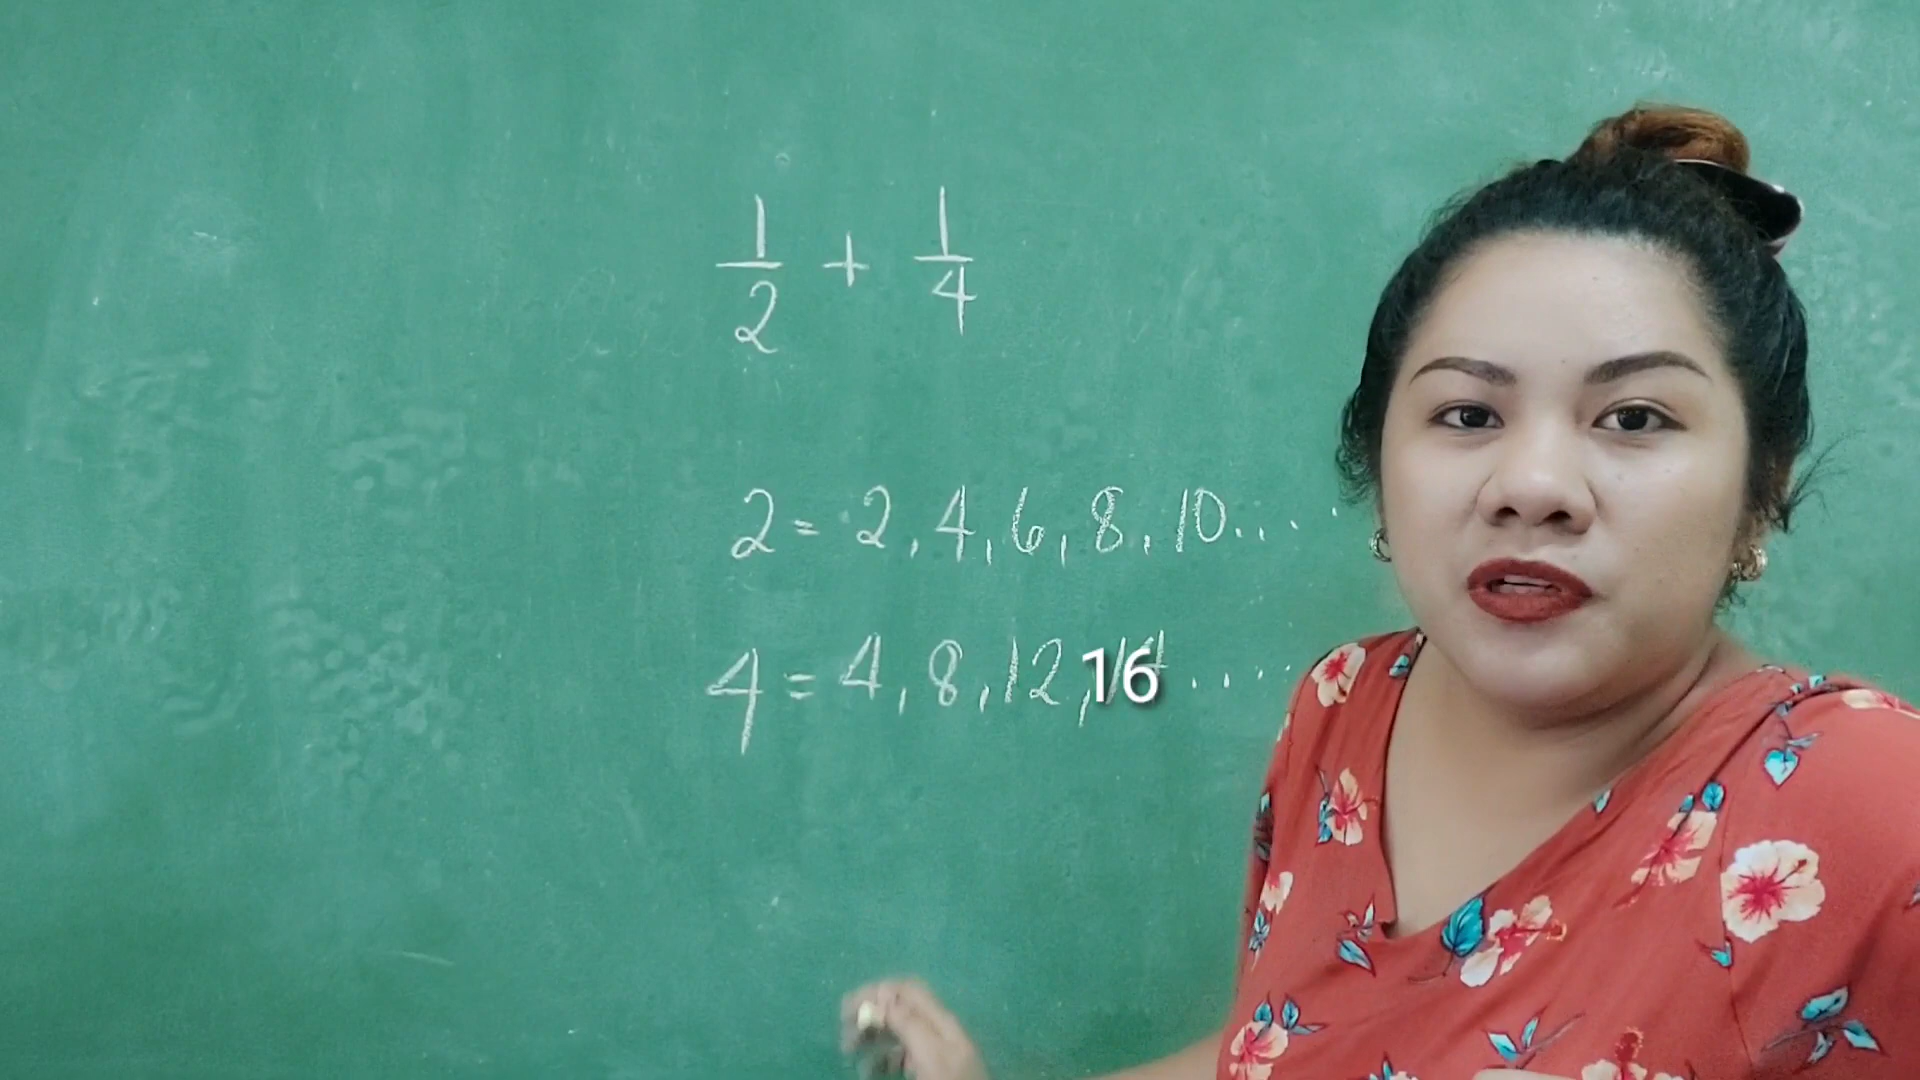 1/2 + 1/4
2 = 2, 4, 6, 8, 10....
4 = 4, 8, 12, 16....